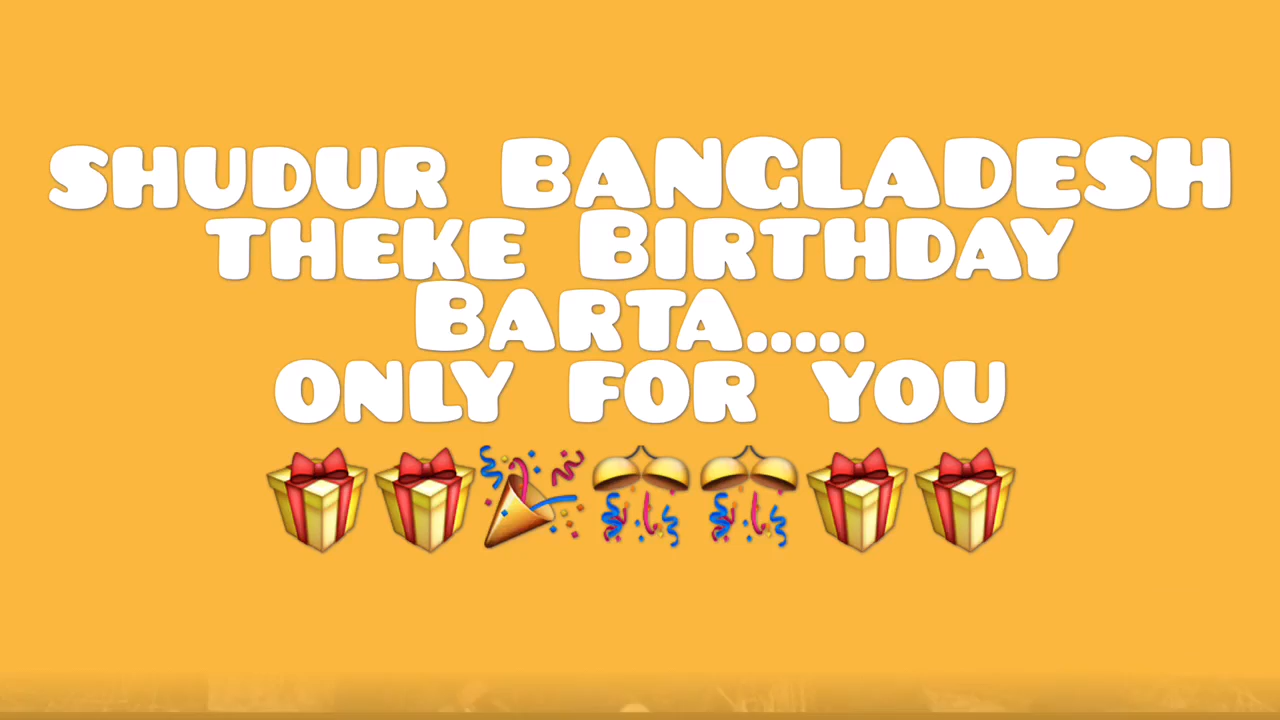 SHUDUR BANGLADESH
THEKE BIRTHDAY
BARTA.....
ONLY FOR YOU
🎁🎁🎉🎊🎊🎁🎁